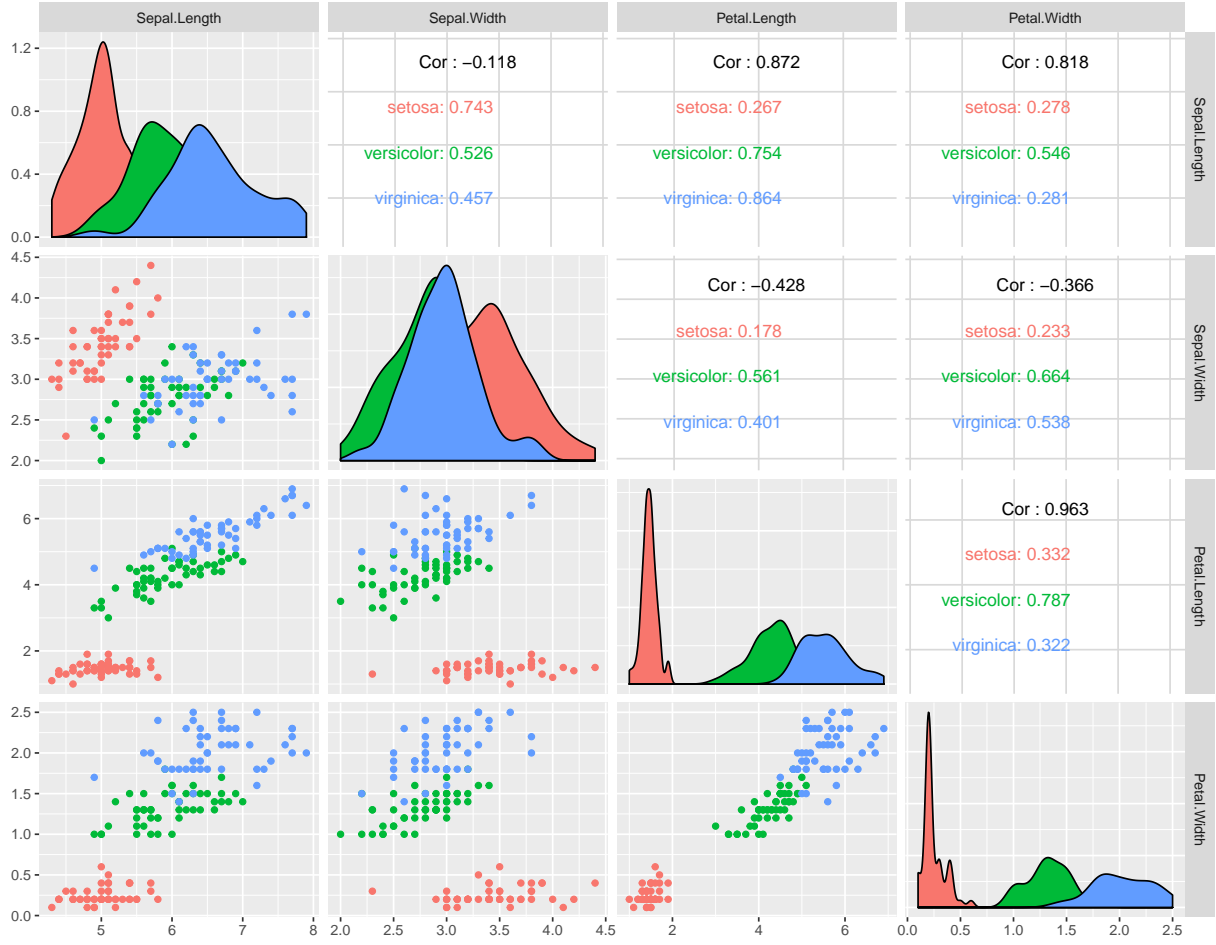 Sepal.Length Sepal.Width Petal.Length Petal.Width
1.2
0.8
0.4
0.0
Cor : −0.118
setosa: 0.743
versicolor: 0.526
virginica: 0.457
Cor : 0.872
setosa: 0.267
versicolor: 0.754
virginica: 0.864
Cor : 0.818
setosa: 0.278
versicolor: 0.546
virginica: 0.281
Sepal.Length
4.5
4.0
3.5
3.0
2.5
2.0
Cor : −0.428
setosa: 0.178
versicolor: 0.561
virginica: 0.401
Cor : −0.366
setosa: 0.233
versicolor: 0.664
virginica: 0.538
Sepal.Width
6
4
2
Cor : 0.963
setosa: 0.332
versicolor: 0.787
virginica: 0.322
Petal.Length
2.5
2.0
1.5
1.0
0.5
0.0
Petal.Width
5 6 7 8
2.0 2.5 3.0 3.5 4.0 4.5
2 4 6
0.0 0.5 1.0 1.5 2.0 2.5